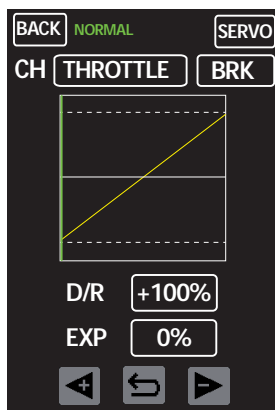 BACK NORMAL SERVO
CH THROTTLE BRK
D/R +100%
EXP 0%